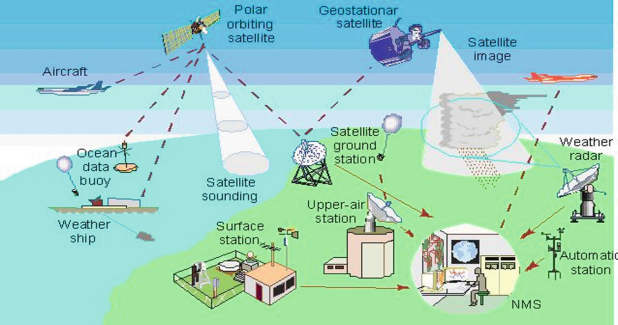 Polar
orbiting
satellite
Geostationar
satellite
Satellite
image
Aircraft
Ocean
data
buoy
Satellite
sounding
Satellite
ground
station
Weather
radar
Weather
ship
Surface
station
Upper-air
station
Automatic
station
NMS